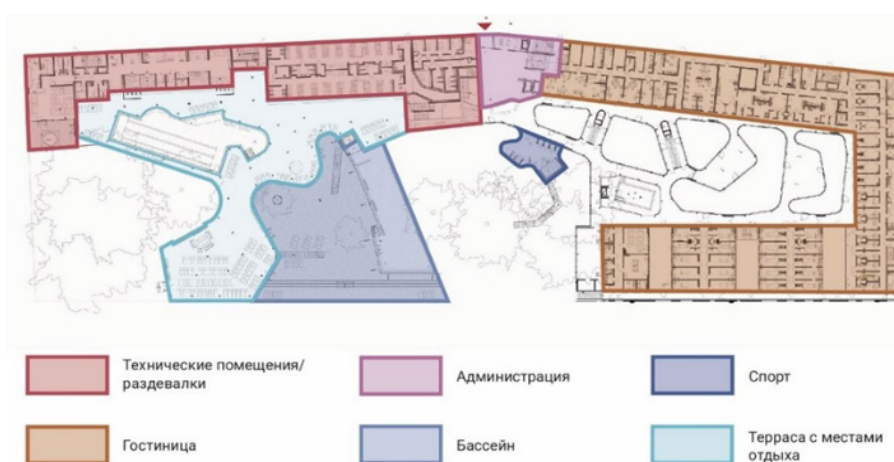 Технические помещения/
раздевалки
Администрация
Спорт
Гостиница
Бассейн
Терраса с местами
отдыха